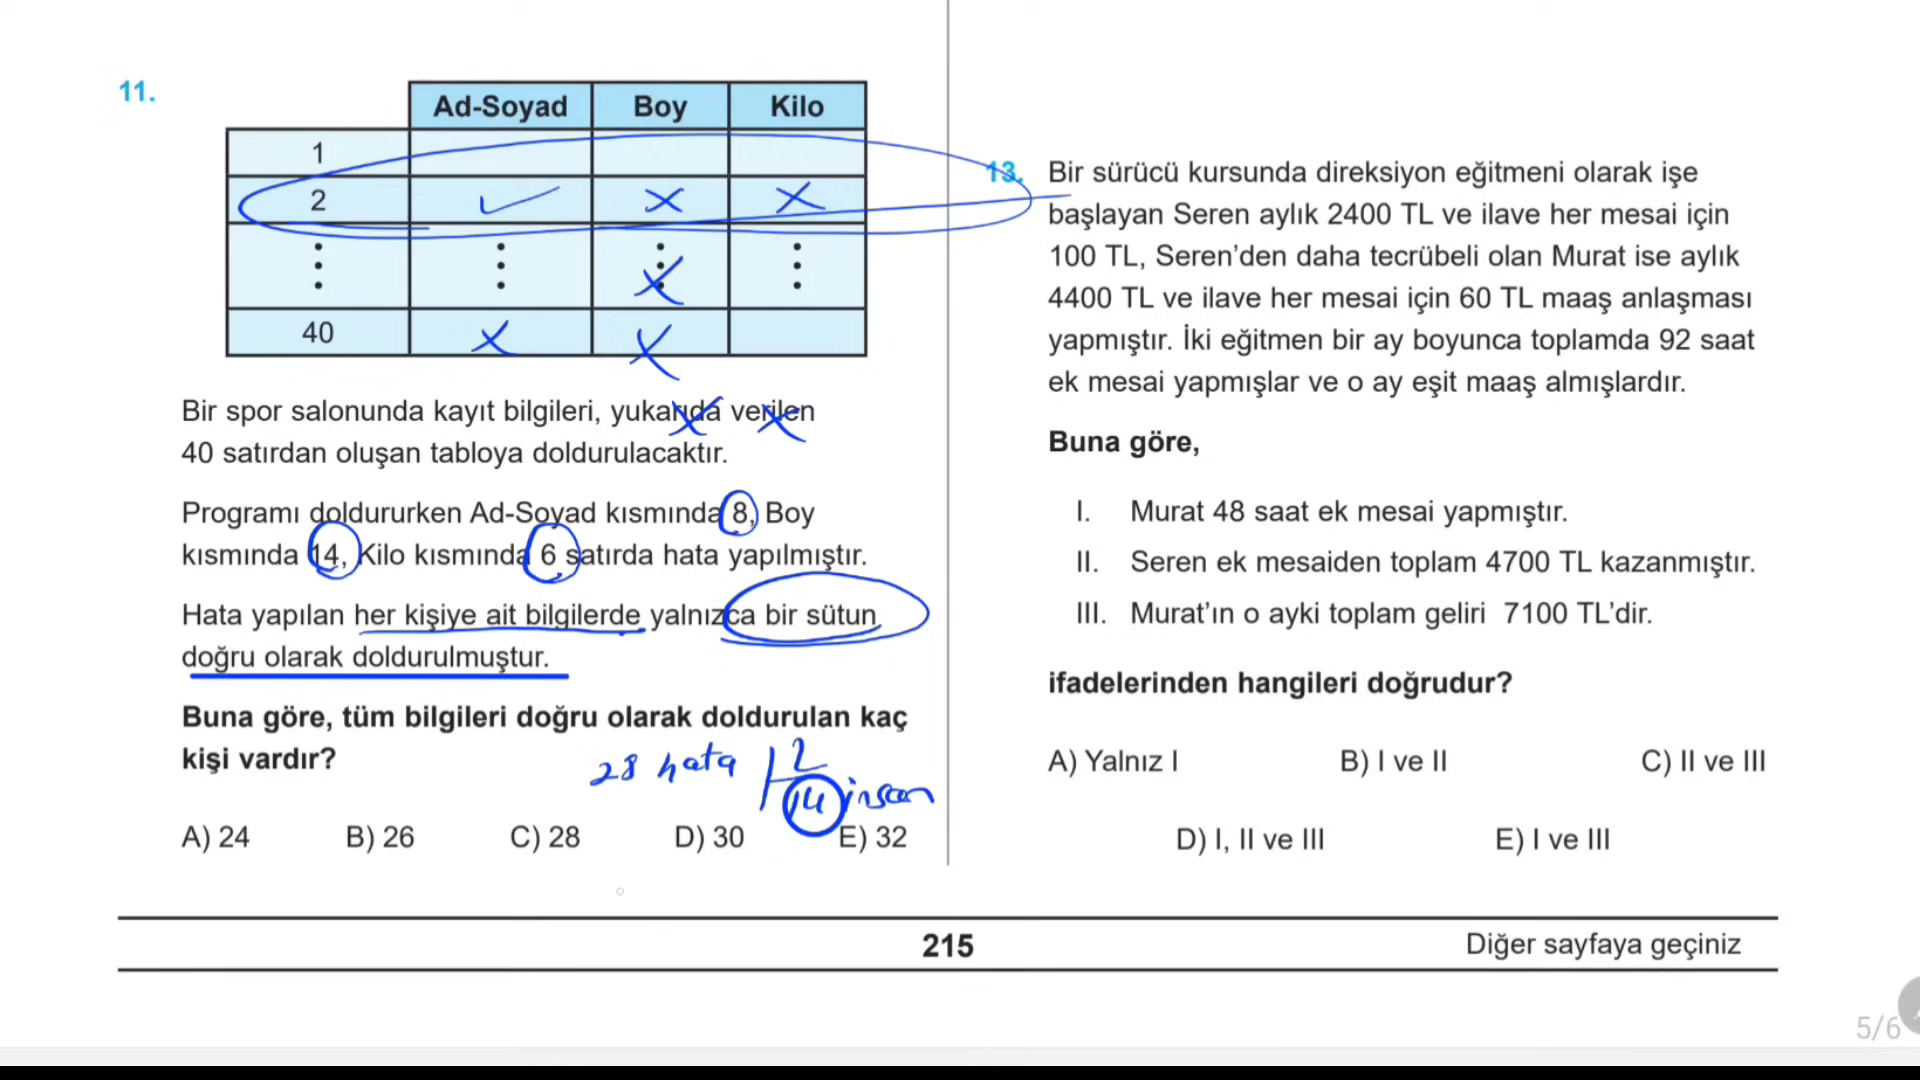 11.
Ad-Soyad Boy Kilo
1
2
40
Bir spor salonunda kayıt bilgileri, yukarıda verilen
40 satırdan oluşan tabloya doldurulacaktır.
Programı doldururken Ad-Soyad kısmında 8, Boy
kısmında 14, Kilo kısmında 6 satırda hata yapılmıştır.
Hata yapılan her kişiye ait bilgilerde yalnızca bir sütun
doğru olarak doldurulmuştur.
Buna göre, tüm bilgileri doğru olarak doldurulan kaç
kişi vardır?
28 hata 2
14 insan
A) 24 B) 26 C) 28 D) 30 E) 32
13. Bir sürücü kursunda direksiyon eğitmeni olarak işe
başlayan Seren aylık 2400 TL ve ilave her mesai için
100 TL, Seren’den daha tecrübeli olan Murat ise aylık
4400 TL ve ilave her mesai için 60 TL maaş anlaşması
yapmıştır. İki eğitmen bir ay boyunca toplamda 92 saat
ek mesai yapmışlar ve o ay eşit maaş almışlardır.
Buna göre,
I. Murat 48 saat ek mesai yapmıştır.
II. Seren ek mesaiden toplam 4700 TL kazanmıştır.
III. Murat’ın o ayki toplam geliri 7100 TL’dir.
ifadelerinden hangileri doğrudur?
A) Yalnız I B) I ve II C) II ve III
D) I, II ve III E) I ve III
215
Diğer sayfaya geçiniz
5/6